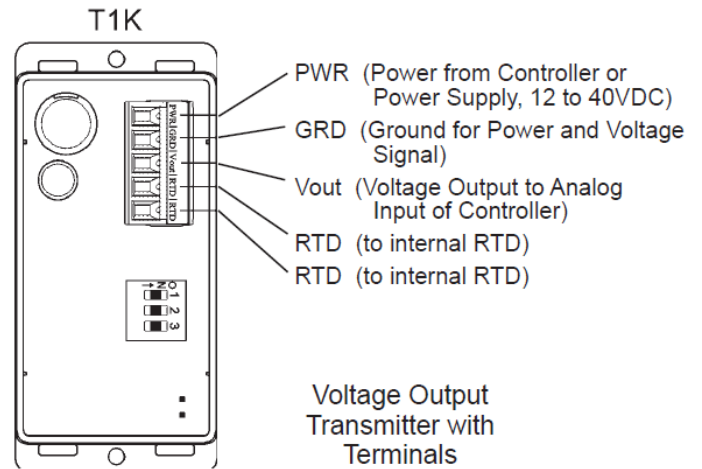 T1K
PWR (Power from Controller or
Power Supply, 12 to 40VDC)
GRD (Ground for Power and Voltage
Signal)
Vout (Voltage Output to Analog
Input of Controller)
RTD (to internal RTD)
RTD (to internal RTD)
PWR|GRD|Vout|RTD|RTD
ON
1
2
3
Voltage Output
Transmitter with
Terminals